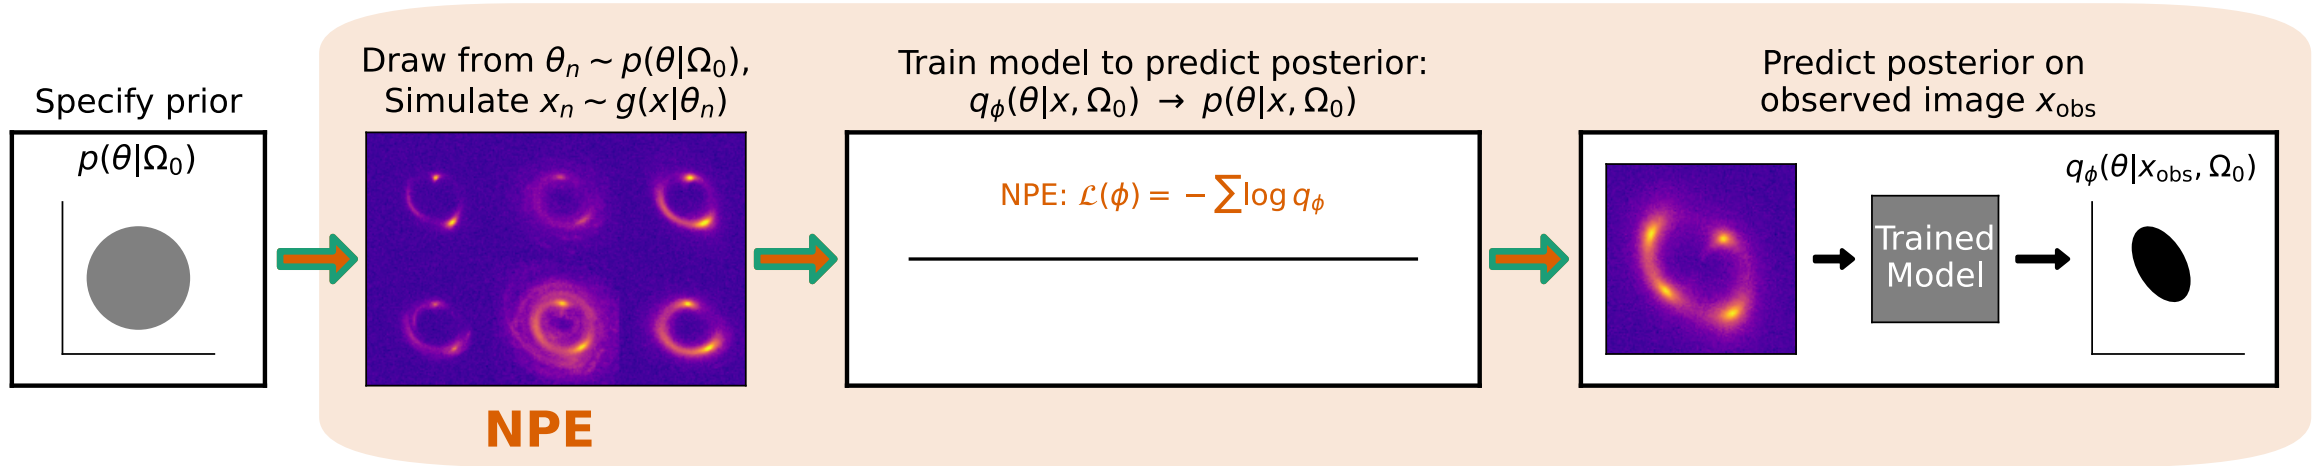 Specify prior
p(θ|Ω₀)
Draw from θₙ ~ p(θ|Ω₀),
Simulate xₙ ~ g(x|θₙ)
NPE
Train model to predict posterior:
q_ϕ(θ|x, Ω₀) → p(θ|x, Ω₀)
NPE: ℒ(ϕ) = − ∑ log q_ϕ
Predict posterior on
observed image x_obs
Trained
Model
q_ϕ(θ|x_obs, Ω₀)